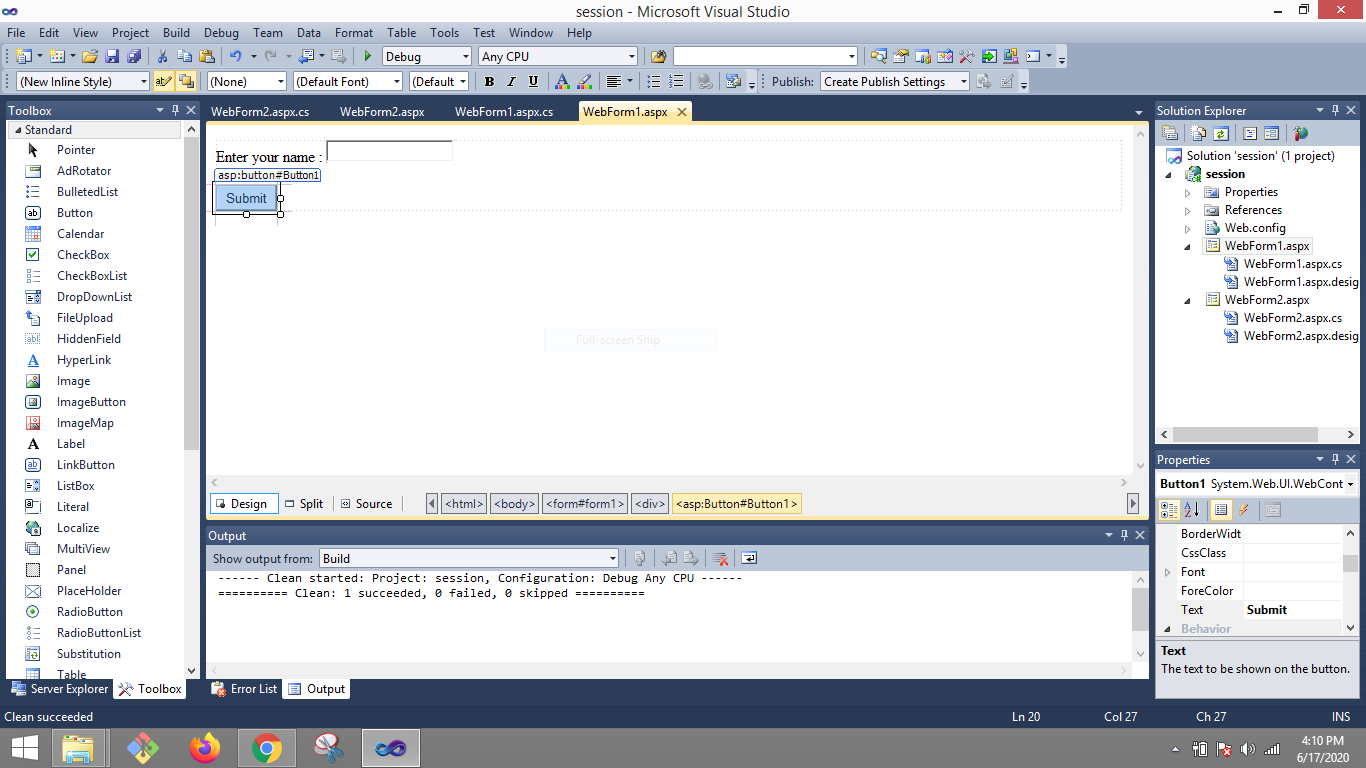 session - Microsoft Visual Studio
File Edit View Project Build Debug Team Data Format Table Tools Test Window Help
Debug Any CPU
(New Inline Style) (None) (Default Font) (Default B I U A Publish: Create Publish Settings
Toolbox
Standard
Pointer
AdRotator
BulletedList
Button
Calendar
CheckBox
CheckBoxList
DropDownList
FileUpload
HiddenField
HyperLink
Image
ImageButton
ImageMap
Label
LinkButton
ListBox
Literal
Localize
MultiView
Panel
PlaceHolder
RadioButton
RadioButtonList
Substitution
Table
Server Explorer Toolbox
WebForm2.aspx.cs WebForm2.aspx WebForm1.aspx.cs WebForm1.aspx
Enter your name :
asp:button#Button1
Submit
Full-screen Snip
Design Split Source <html> <body> <form#form1> <div> <asp:Button#Button1>
Output
Show output from: Build
------ Clean started: Project: session, Configuration: Debug Any CPU ------
========== Clean: 1 succeeded, 0 failed, 0 skipped ==========
Error List Output
Solution Explorer
Solution 'session' (1 project)
session
Properties
References
Web.config
WebForm1.aspx
WebForm1.aspx.cs
WebForm1.aspx.desig
WebForm2.aspx
WebForm2.aspx.cs
WebForm2.aspx.desig
Properties
Button1 System.Web.UI.WebCont
BorderWidt
CssClass
Font
ForeColor
Text Submit
Behavior
Text
The text to be shown on the button.
Clean succeeded Ln 20 Col 27 Ch 27 INS
4:10 PM
6/17/2020